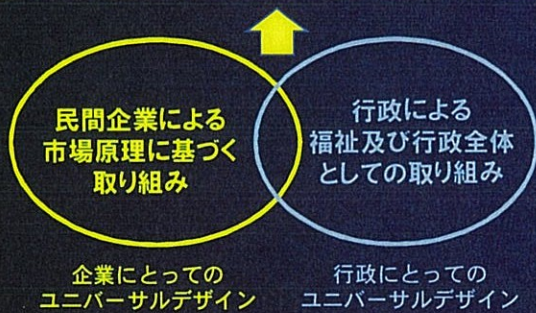 民間企業による
市場原理に基づく
取り組み
行政による
福祉及び行政全体
としての取り組み
企業にとっての
ユニバーサルデザイン
行政にとっての
ユニバーサルデザイン